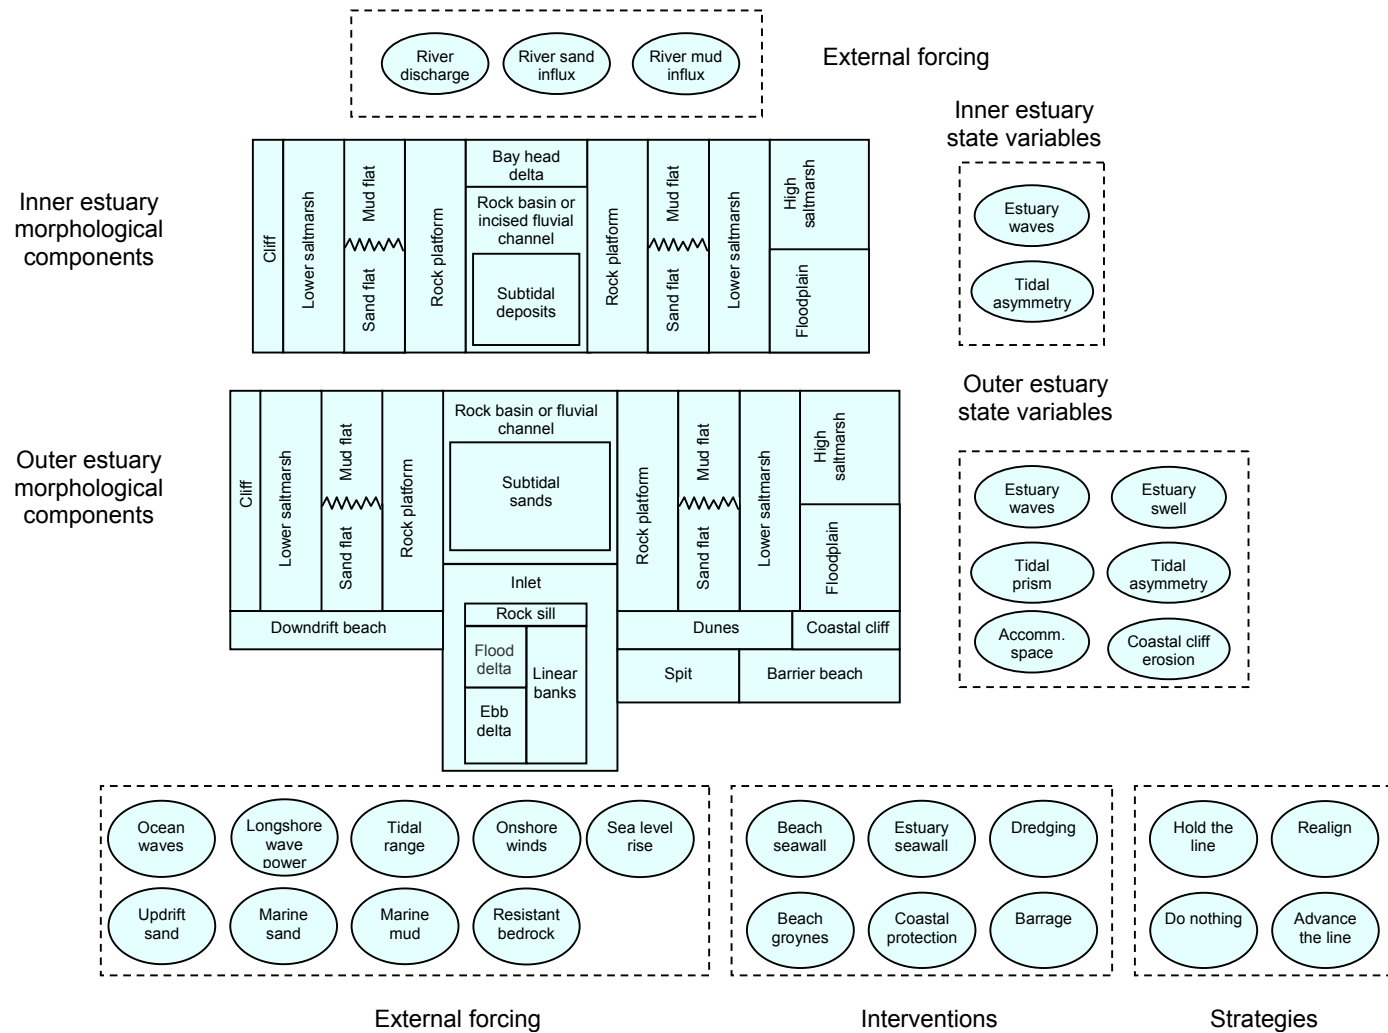 River
discharge
River sand
influx
River mud
influx
External forcing
Inner estuary
state variables
Estuary
waves
Tidal
asymmetry
Inner estuary
morphological
components
Cliff
Lower saltmarsh
Mud flat
Sand flat
Rock platform
Bay head
delta
Rock basin or
incised fluvial
channel
Subtidal
deposits
Rock platform
Mud flat
Sand flat
Lower saltmarsh
High
saltmarsh
Floodplain
Outer estuary
morphological
components
Cliff
Lower saltmarsh
Mud flat
Sand flat
Rock platform
Rock basin or fluvial
channel
Subtidal
sands
Rock platform
Mud flat
Sand flat
Lower saltmarsh
High
saltmarsh
Floodplain
Downdrift beach
Inlet
Rock sill
Flood
delta
Linear
banks
Ebb
delta
Dunes
Coastal cliff
Spit
Barrier beach
Outer estuary
state variables
Estuary
waves
Estuary
swell
Tidal
prism
Tidal
asymmetry
Accomm.
space
Coastal cliff
erosion
Ocean
waves
Longshore
wave
power
Tidal
range
Onshore
winds
Sea level
rise
Updrift
sand
Marine
sand
Marine
mud
Resistant
bedrock
External forcing
Beach
seawall
Estuary
seawall
Dredging
Beach
groynes
Coastal
protection
Barrage
Interventions
Hold the
line
Realign
Do nothing
Advance
the line
Strategies